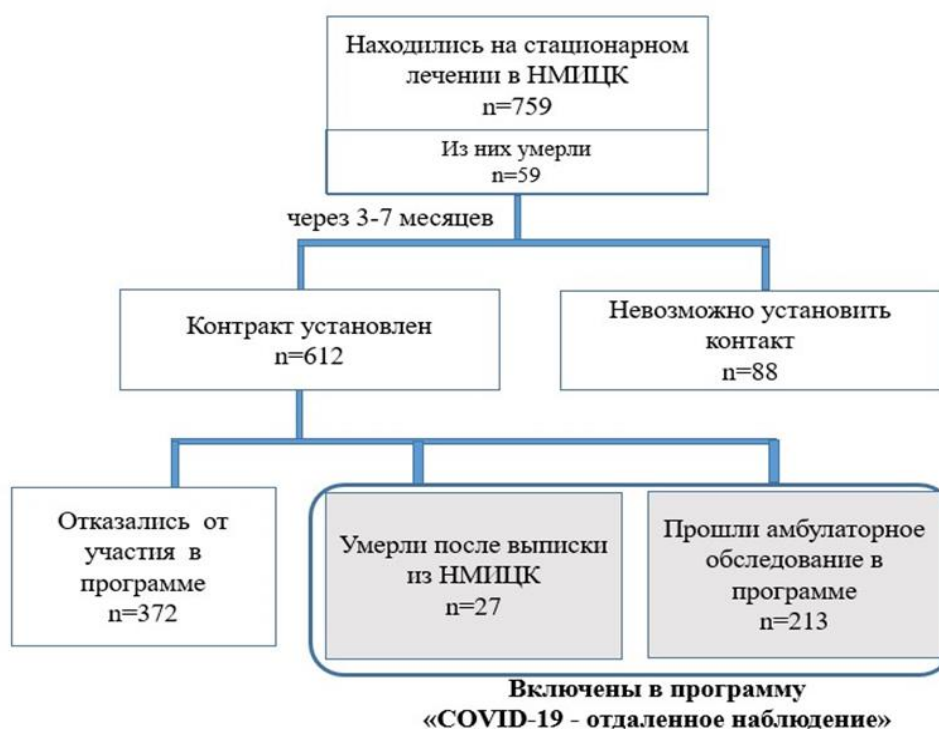 Находились на стационарном
лечении в НМИЦК
n=759
Из них умерли
n=59
через 3-7 месяцев
Контракт установлен
n=612
Невозможно установить
контакт
n=88
Отказались от
участия в
программе
n=372
Умерли после выписки
из НМИЦК
n=27
Прошли амбулаторное
обследование в
программе
n=213
Включены в программу
«COVID-19 - отдаленное наблюдение»